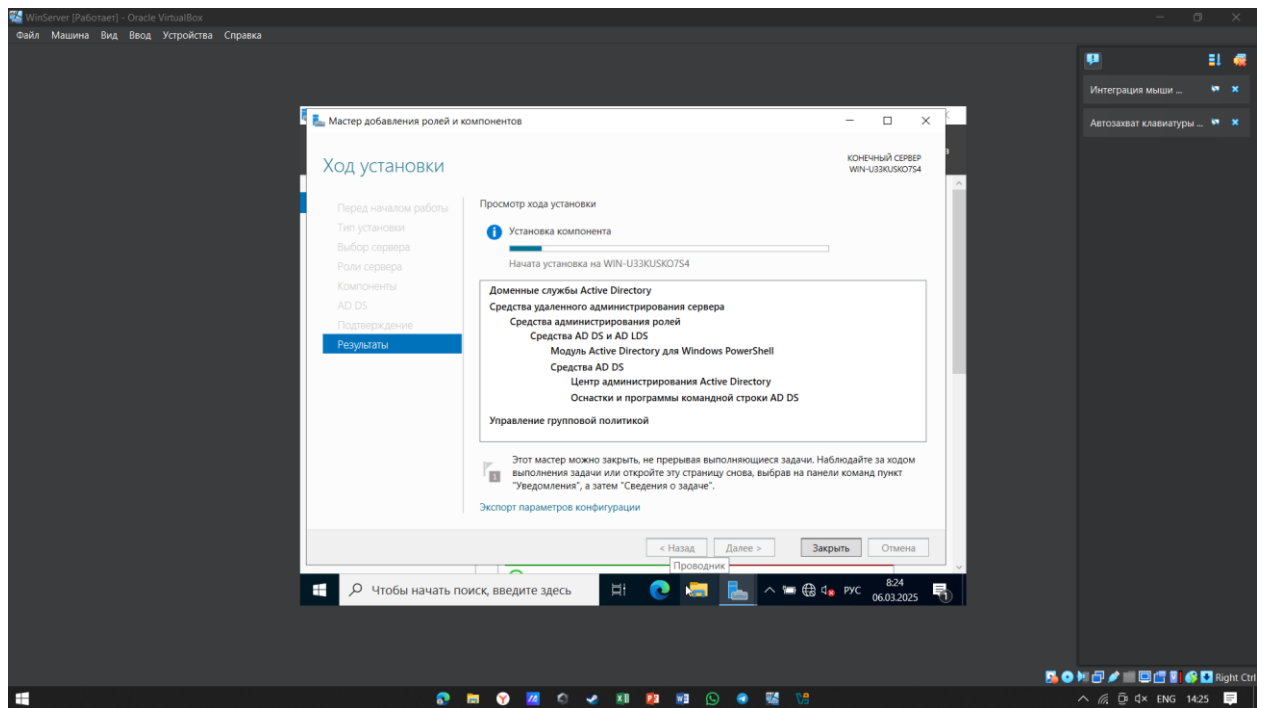 WinServer [Работает] - Oracle VirtualBox
Файл Машина Вид Ввод Устройства Справка
Интеграция мыши ...
Автозахват клавиатуры ...
Мастер добавления ролей и компонентов
Ход установки
КОНЕЧНЫЙ СЕРВЕР
WIN-U33KUSKO7S4
Перед началом работы
Тип установки
Выбор сервера
Роли сервера
Компоненты
AD DS
Подтверждение
Результаты
Просмотр хода установки
Установка компонента
Начата установка на WIN-U33KUSKO7S4
Доменные службы Active Directory
Средства удаленного администрирования сервера
Средства администрирования ролей
Средства AD DS и AD LDS
Модуль Active Directory для Windows PowerShell
Средства AD DS
Центр администрирования Active Directory
Оснастки и программы командной строки AD DS
Управление групповой политикой
1
Этот мастер можно закрыть, не прерывая выполняющиеся задачи. Наблюдайте за ходом
выполнения задачи или откройте эту страницу снова, выбрав на панели команд пункт
"Уведомления", а затем "Сведения о задаче".
Экспорт параметров конфигурации
< Назад Далее > Закрыть Отмена
Проводник
Чтобы начать поиск, введите здесь
РУС
8:24
06.03.2025
1
Right Ctrl
ENG 14:25